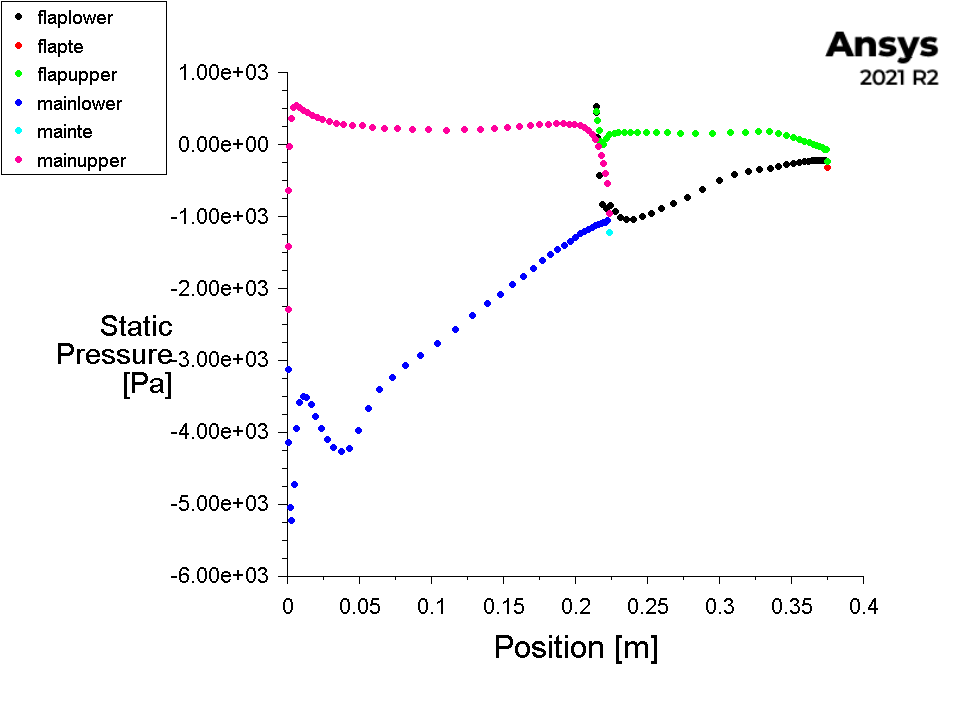 flaplower
flapte
flapupper
mainlower
mainte
mainupper
Ansys
2021 R2
1.00e+03
0.00e+00
-1.00e+03
-2.00e+03
-3.00e+03
-4.00e+03
-5.00e+03
-6.00e+03
Static
Pressure
[Pa]
0 0.05 0.1 0.15 0.2 0.25 0.3 0.35 0.4
Position [m]